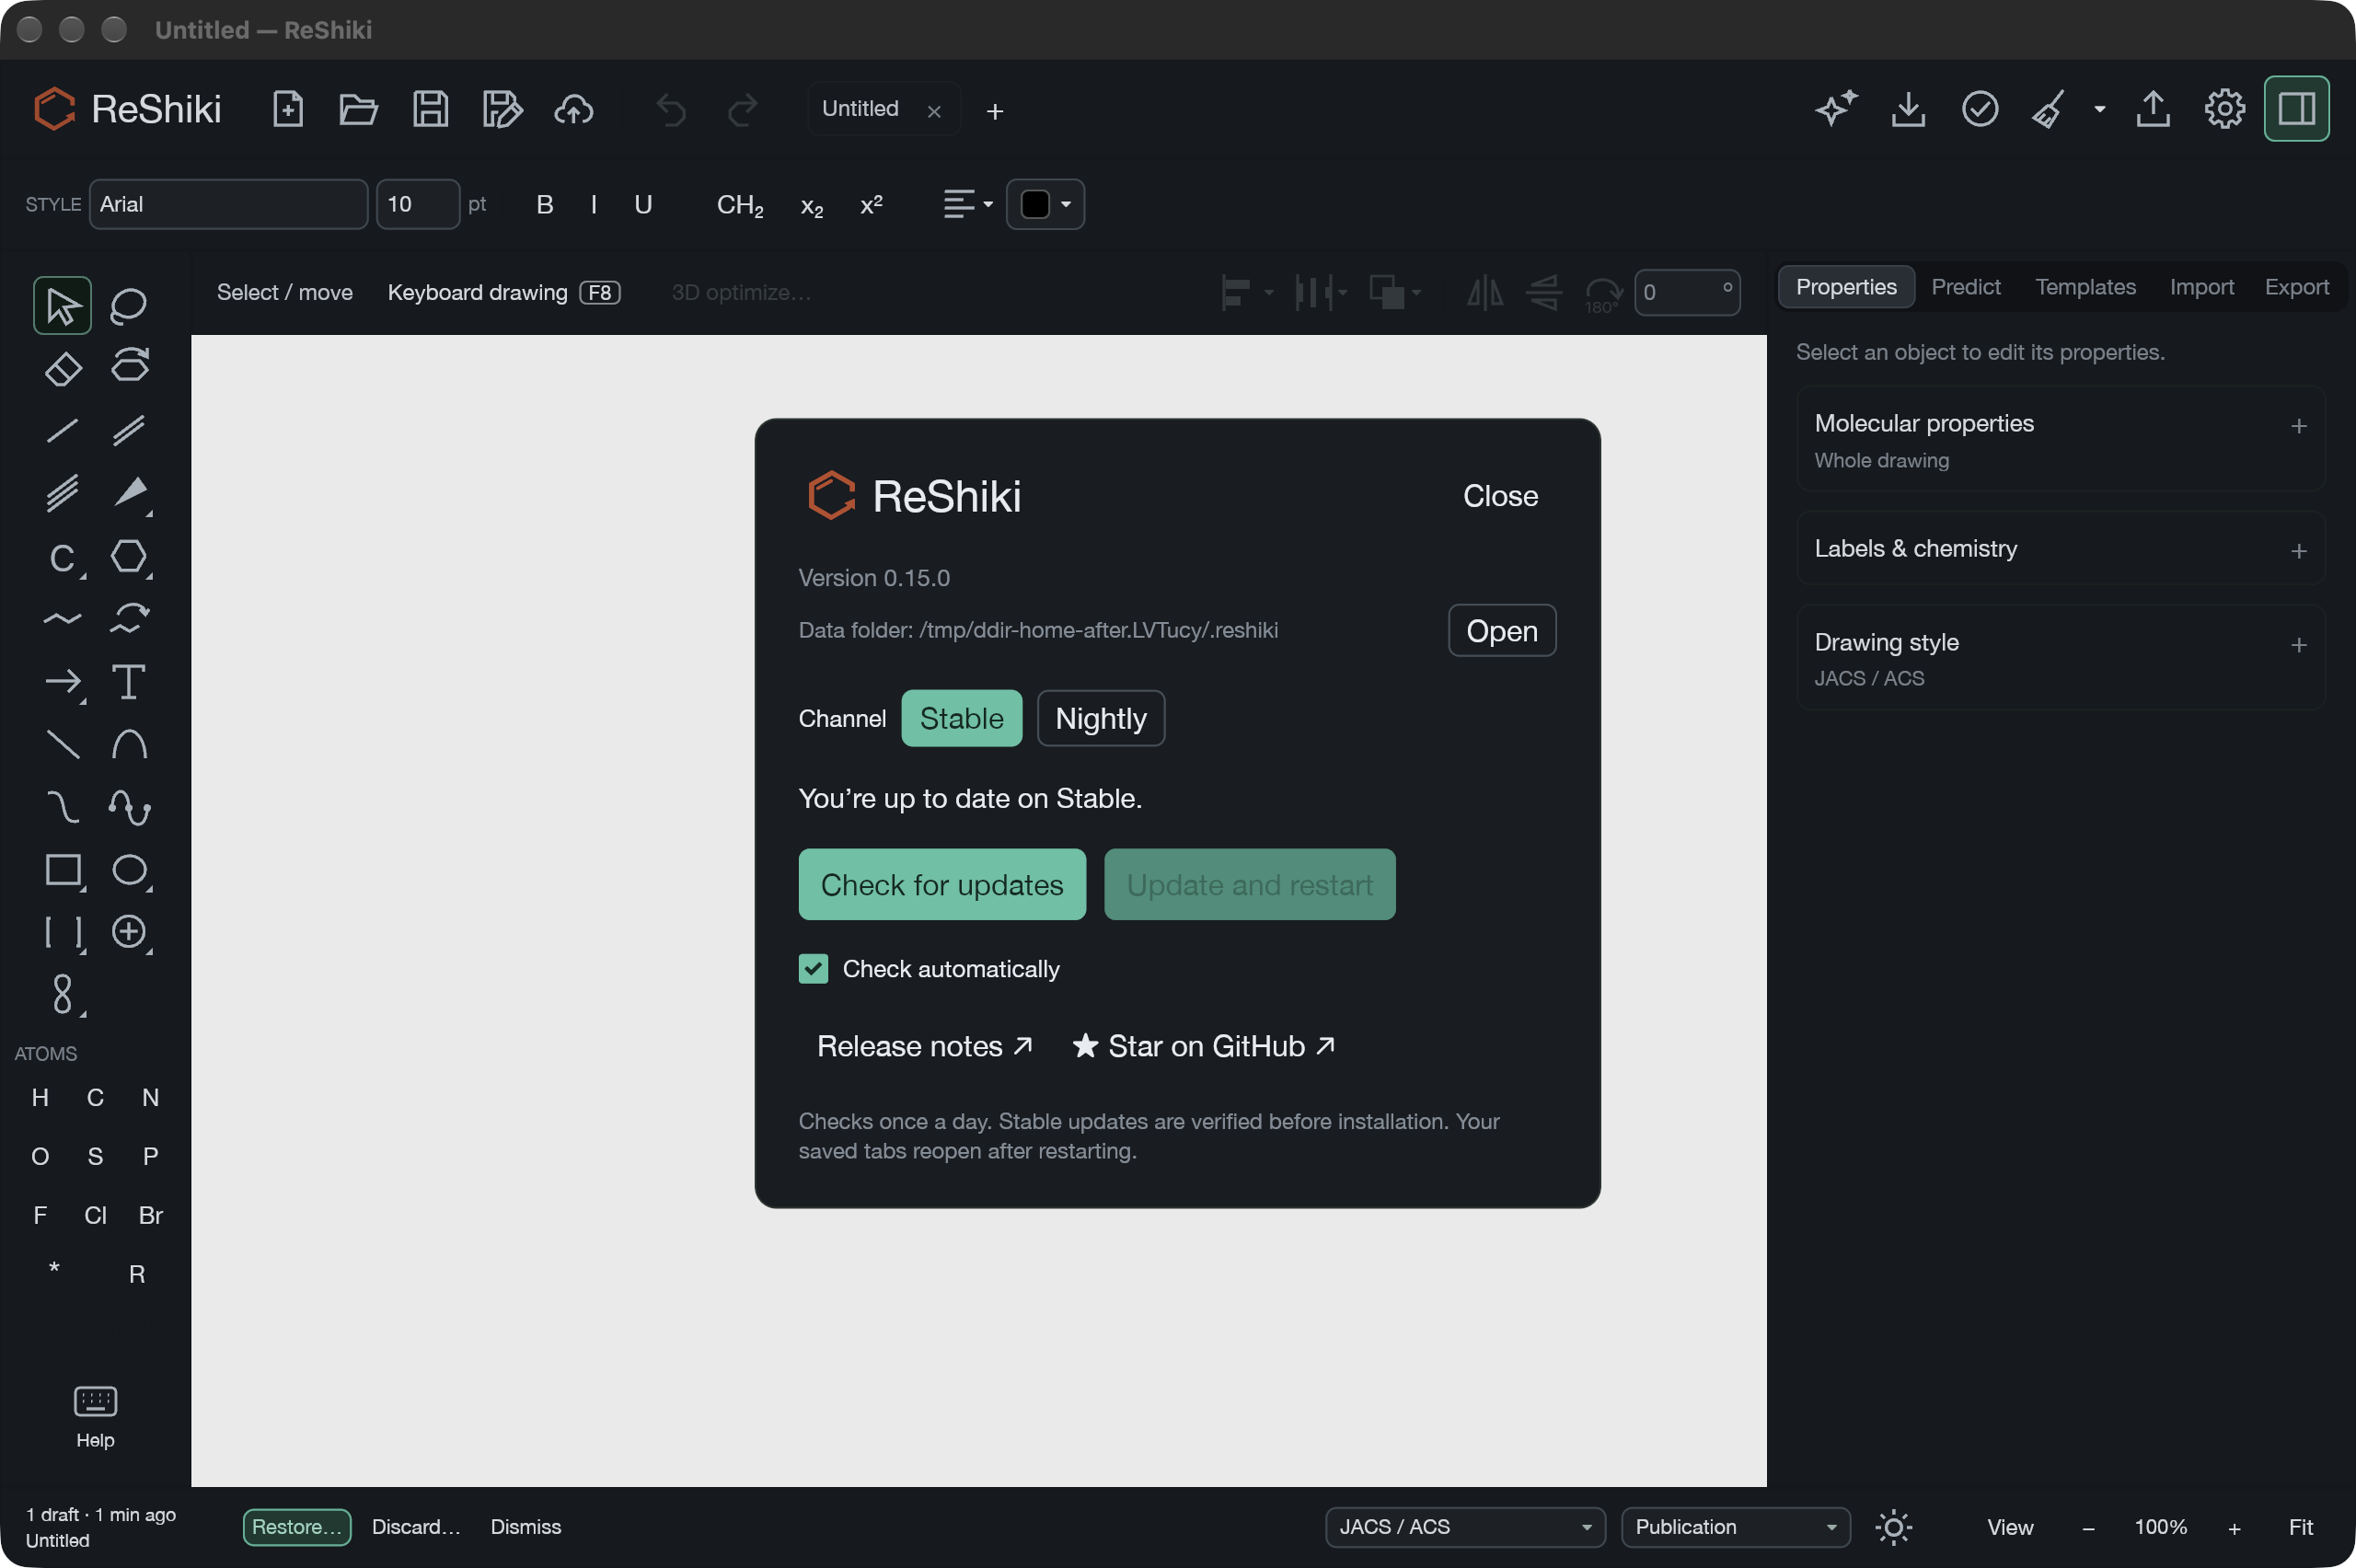 Untitled — ReShiki
ReShiki
Untitled
STYLE Arial 10 pt B I U CH₂ x₂ x²
Select / move Keyboard drawing F8 3D optimize… 180° 0 °
Properties Predict Templates Import Export
Select an object to edit its properties.
Molecular properties
Whole drawing
Labels & chemistry
Drawing style
JACS / ACS
ReShiki Close
Version 0.15.0
Data folder: /tmp/ddir-home-after.LVTucy/.reshiki Open
Channel Stable Nightly
You’re up to date on Stable.
Check for updates Update and restart
Check automatically
Release notes ↗ ★ Star on GitHub ↗
Checks once a day. Stable updates are verified before installation. Your
saved tabs reopen after restarting.
C
T
ATOMS
H C N
O S P
F Cl Br
* R
Help
1 draft · 1 min ago
Untitled
Restore… Discard… Dismiss
JACS / ACS Publication View − 100% + Fit